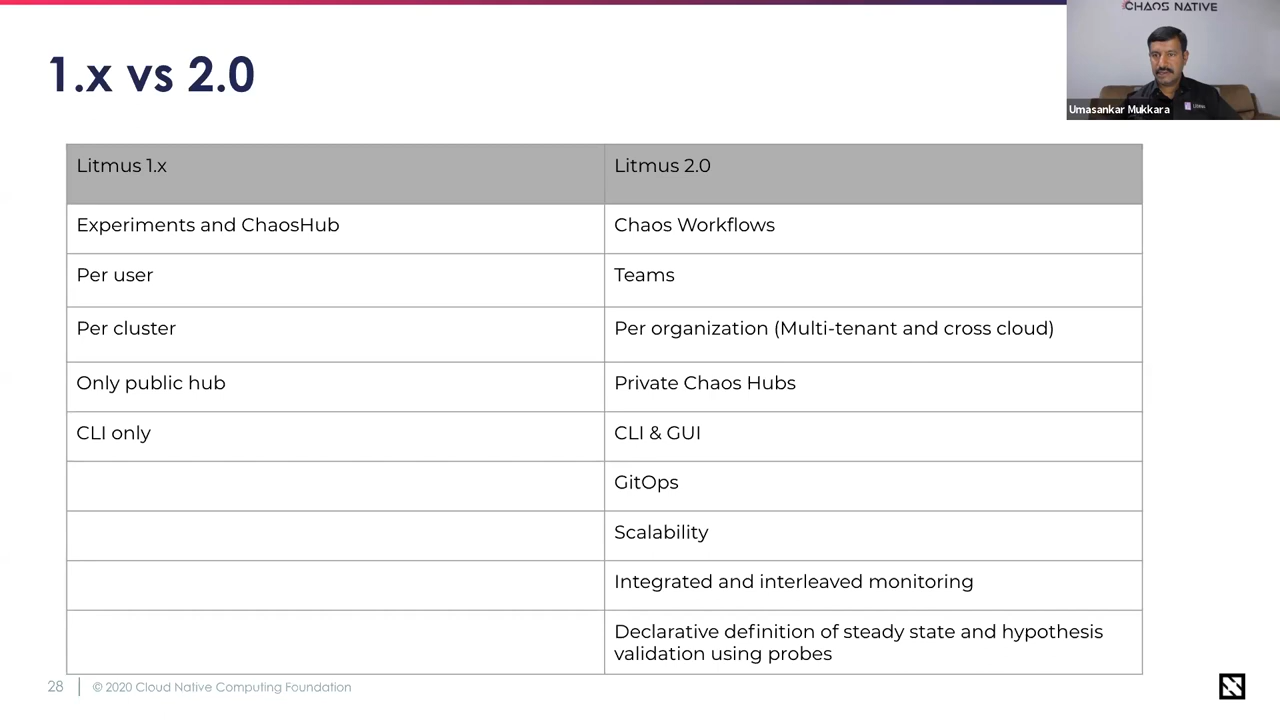 CHAOS NATIVE
1.x vs 2.0
Umasankar Mukkara
Litmus 1.x
Litmus 2.0
Experiments and ChaosHub
Chaos Workflows
Per user
Teams
Per cluster
Per organization (Multi-tenant and cross cloud)
Only public hub
Private Chaos Hubs
CLI only
CLI & GUI
GitOps
Scalability
Integrated and interleaved monitoring
Declarative definition of steady state and hypothesis
validation using probes
28
© 2020 Cloud Native Computing Foundation